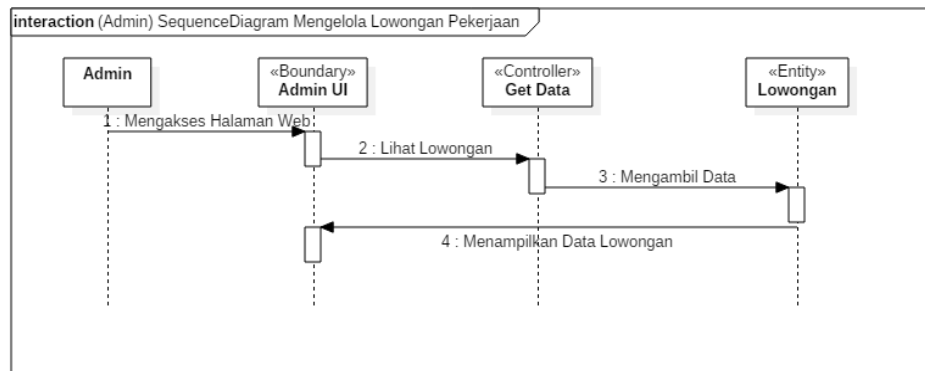 interaction (Admin) SequenceDiagram Mengelola Lowongan Pekerjaan
Admin
«Boundary»
Admin UI
«Controller»
Get Data
«Entity»
Lowongan
1 : Mengakses Halaman Web
2 : Lihat Lowongan
3 : Mengambil Data
4 : Menampilkan Data Lowongan